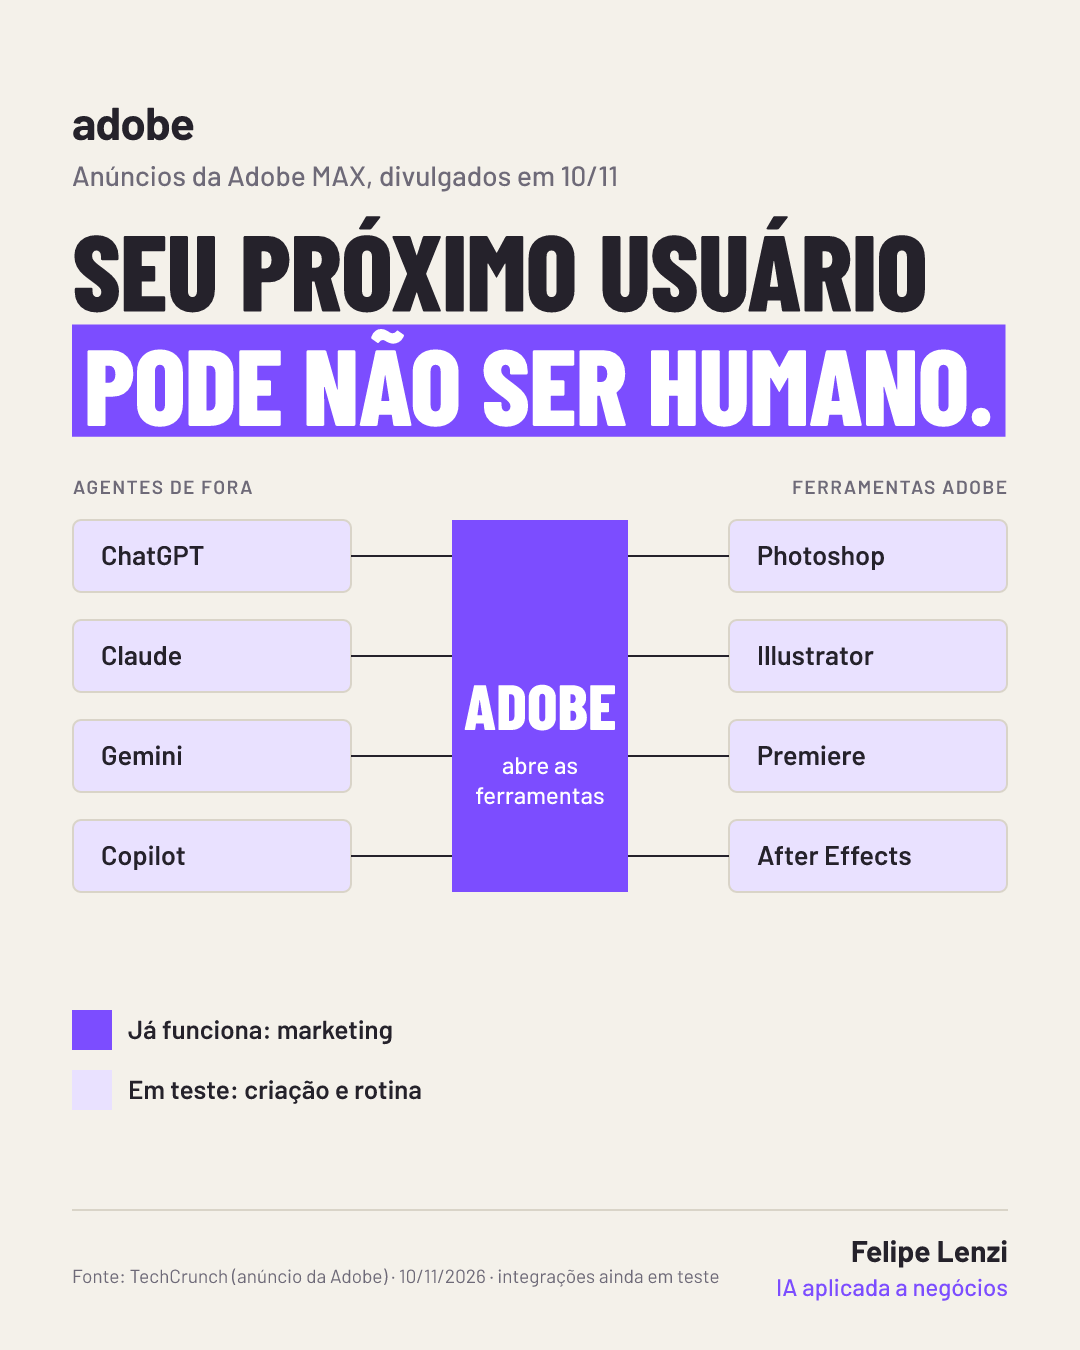 adobe
Anúncios da Adobe MAX, divulgados em 10/11
SEU PRÓXIMO USUÁRIO
PODE NÃO SER HUMANO.
AGENTES DE FORA
FERRAMENTAS ADOBE
ChatGPT
Photoshop
Claude
Illustrator
ADOBE
abre as
ferramentas
Gemini
Premiere
Copilot
After Effects
Já funciona: marketing
Em teste: criação e rotina
Fonte: TechCrunch (anúncio da Adobe) · 10/11/2026 · integrações ainda em teste
Felipe Lenzi
IA aplicada a negócios